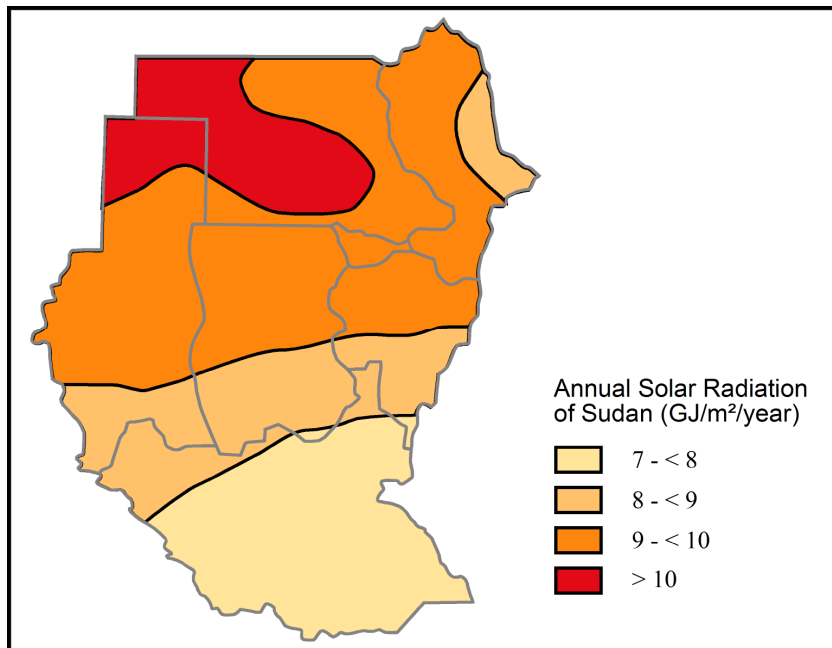 Annual Solar Radiation
of Sudan (GJ/m²/year)
7 - < 8
8 - < 9
9 - < 10
> 10